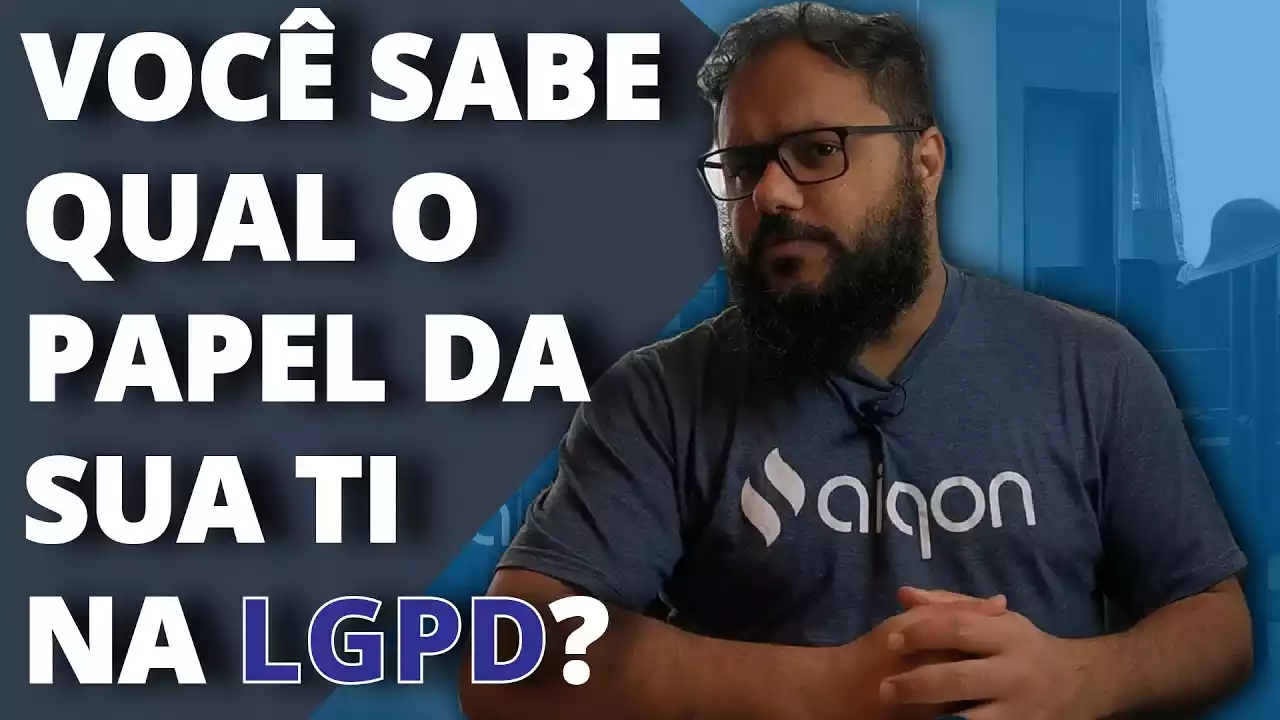 VOCÊ SABE
QUAL O
PAPEL DA
SUA TI
NA LGPD?
aiqon